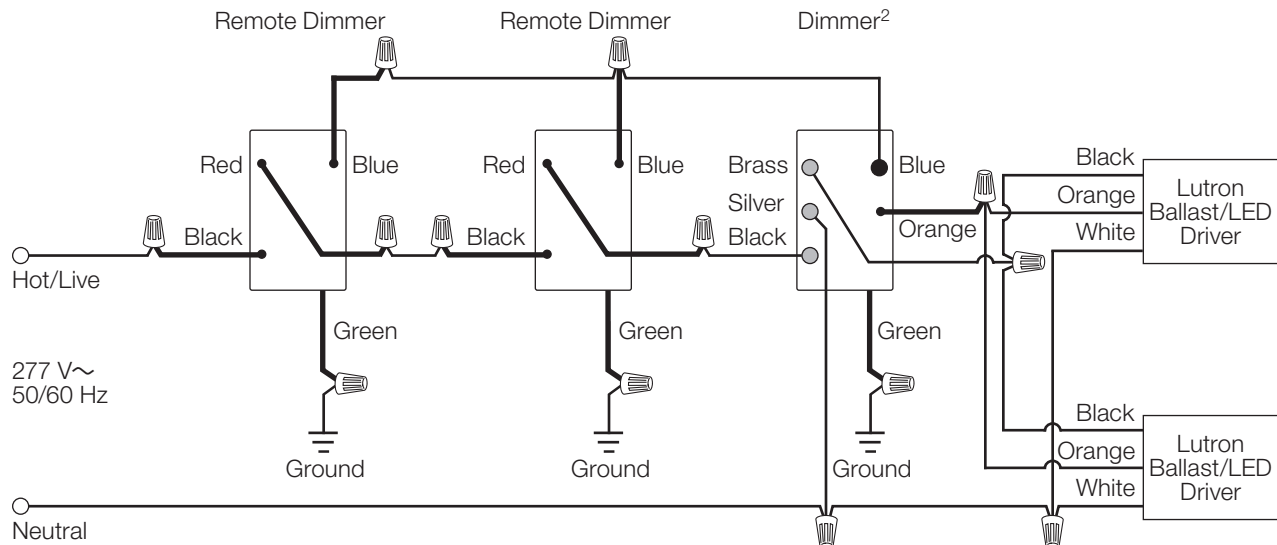 Remote Dimmer
Remote Dimmer
Dimmer²
Red
Blue
Red
Blue
Brass
Blue
Silver
Black
Black
Black
Orange
Black
Orange
White
Lutron
Ballast/LED
Driver
Hot/Live
Green
Green
Green
277 V~
50/60 Hz
Ground
Ground
Ground
Black
Orange
White
Lutron
Ballast/LED
Driver
Neutral